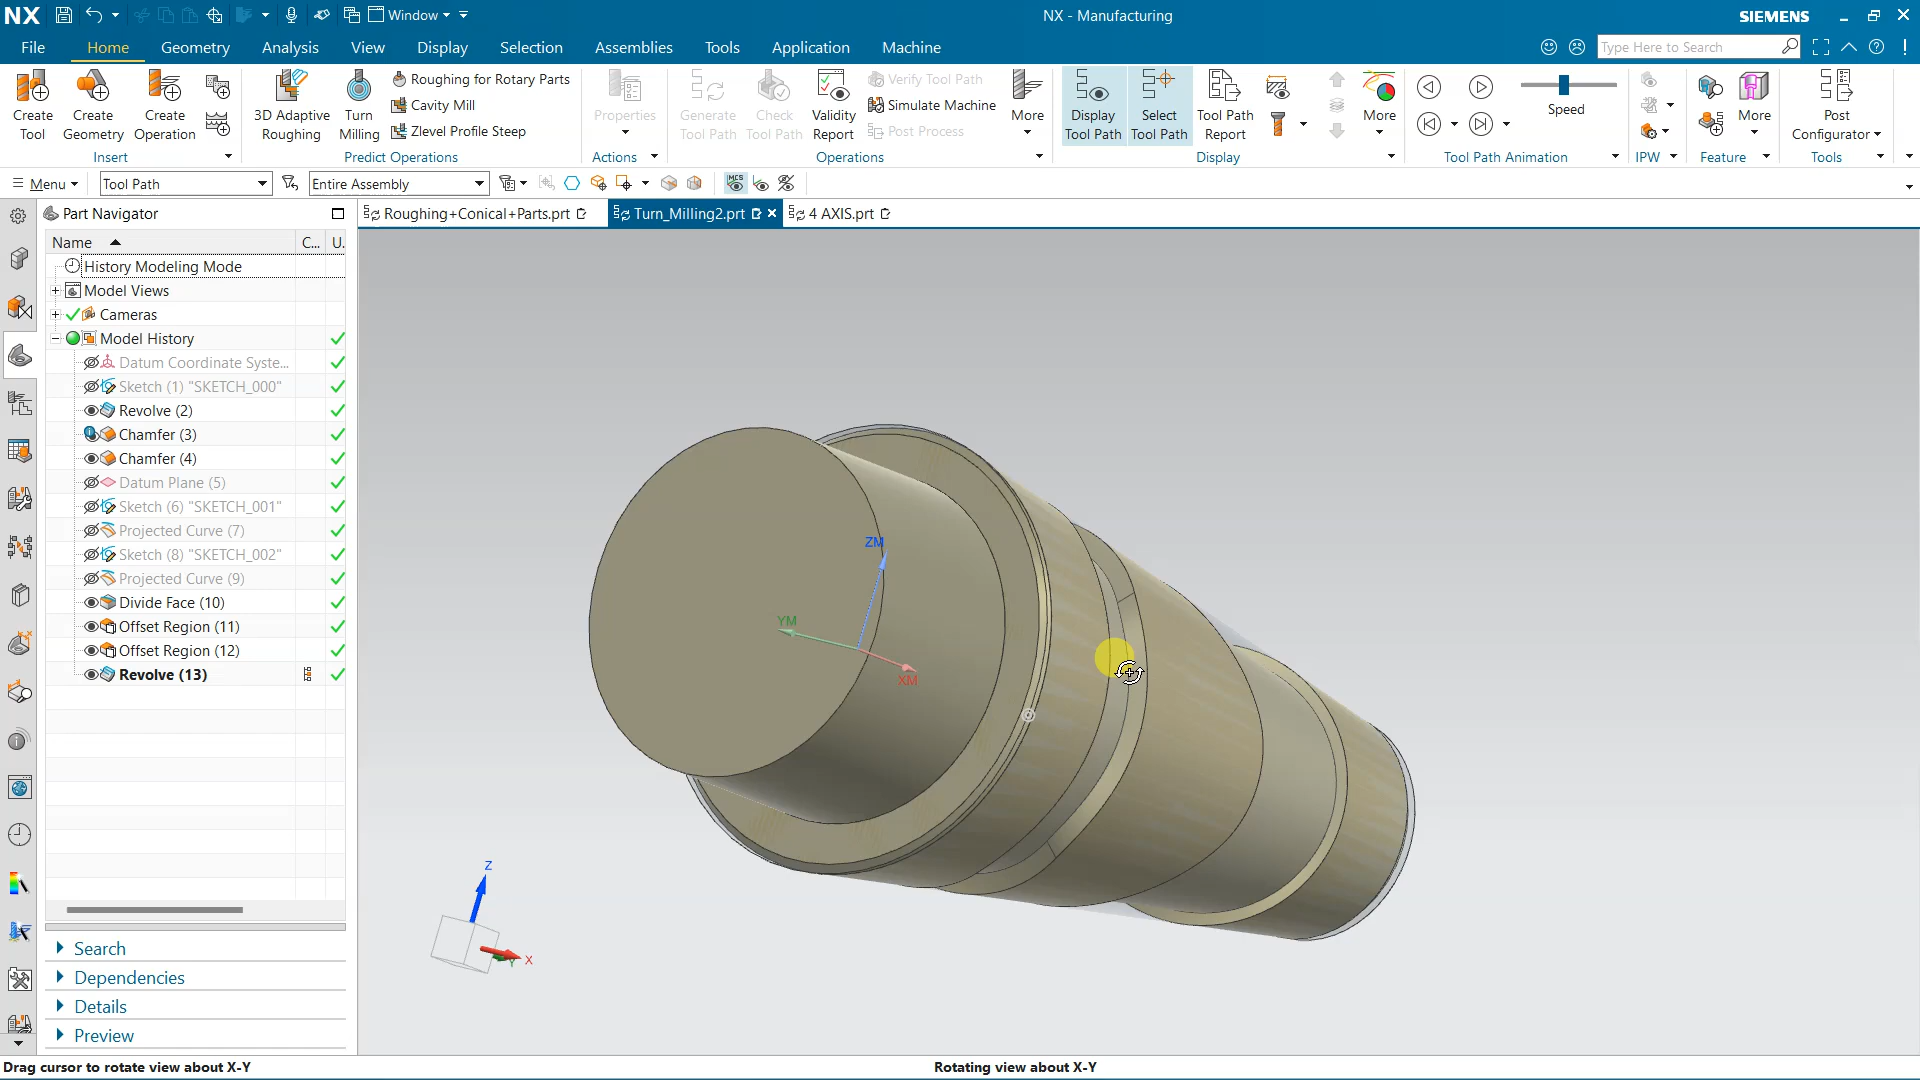 NX Window NX - Manufacturing SIEMENS
File Home Geometry Analysis View Display Selection Assemblies Tools Application Machine Type Here to Search
Create Tool
Create Geometry
Create Operation
Insert
3D Adaptive Roughing
Turn Milling
Roughing for Rotary Parts
Cavity Mill
Zlevel Profile Steep
Predict Operations
Properties
Actions
Generate Tool Path
Check Tool Path
Validity Report
Verify Tool Path
Simulate Machine
Post Process
More
Operations
Display Tool Path
Select Tool Path
Tool Path Report
More
Display
Speed
Tool Path Animation
IPW
More
Feature
Post Configurator
Tools
Menu Tool Path Entire Assembly MCS
Part Navigator
Roughing+Conical+Parts.prt Turn_Milling2.prt 4 AXIS.prt
Name C... U.
History Modeling Mode
Model Views
Cameras
Model History
Datum Coordinate Syste...
Sketch (1) "SKETCH_000"
Revolve (2)
Chamfer (3)
Chamfer (4)
Datum Plane (5)
Sketch (6) "SKETCH_001"
Projected Curve (7)
Sketch (8) "SKETCH_002"
Projected Curve (9)
Divide Face (10)
Offset Region (11)
Offset Region (12)
Revolve (13)
ZM
YM
XM
Z
Y
X
Search
Dependencies
Details
Preview
Drag cursor to rotate view about X-Y Rotating view about X-Y